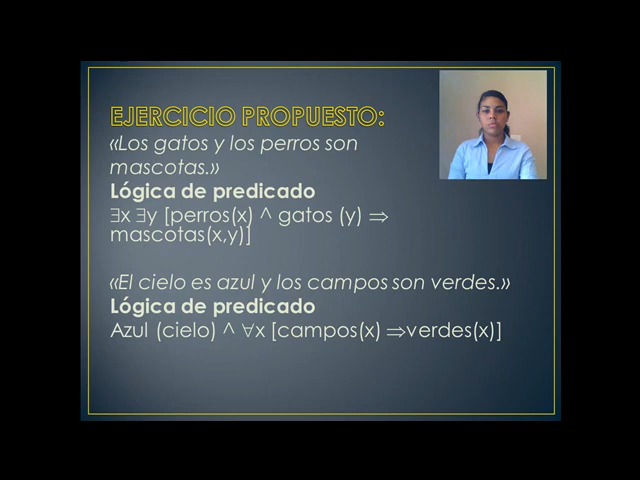 EJERCICIO PROPUESTO:
«Los gatos y los perros son
mascotas.»
Lógica de predicado
∃x ∃y [perros(x) ^ gatos (y) ⇒
mascotas(x,y)]
«El cielo es azul y los campos son verdes.»
Lógica de predicado
Azul (cielo) ^ ∀x [campos(x) ⇒verdes(x)]